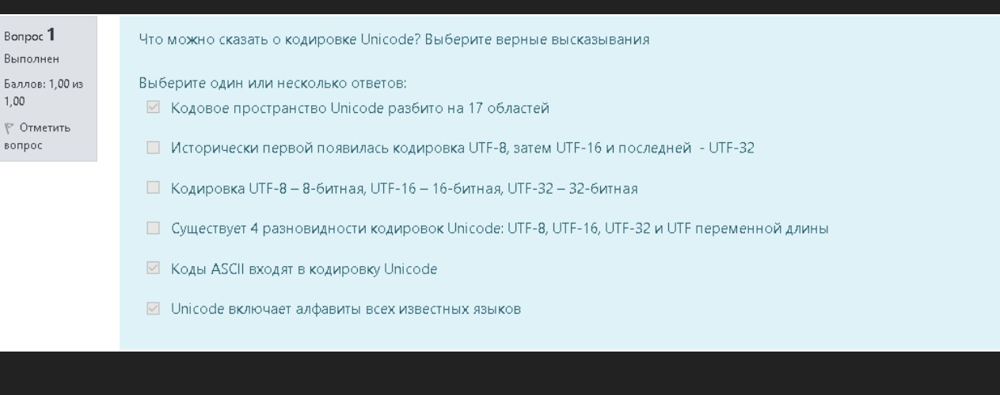 Вопрос 1
Выполнен
Баллов: 1,00 из
1,00
Отметить
вопрос
Что можно сказать о кодировке Unicode? Выберите верные высказывания
Выберите один или несколько ответов:
Кодовое пространство Unicode разбито на 17 областей
Исторически первой появилась кодировка UTF-8, затем UTF-16 и последней - UTF-32
Кодировка UTF-8 – 8-битная, UTF-16 – 16-битная, UTF-32 – 32-битная
Существует 4 разновидности кодировок Unicode: UTF-8, UTF-16, UTF-32 и UTF переменной длины
Коды ASCII входят в кодировку Unicode
Unicode включает алфавиты всех известных языков